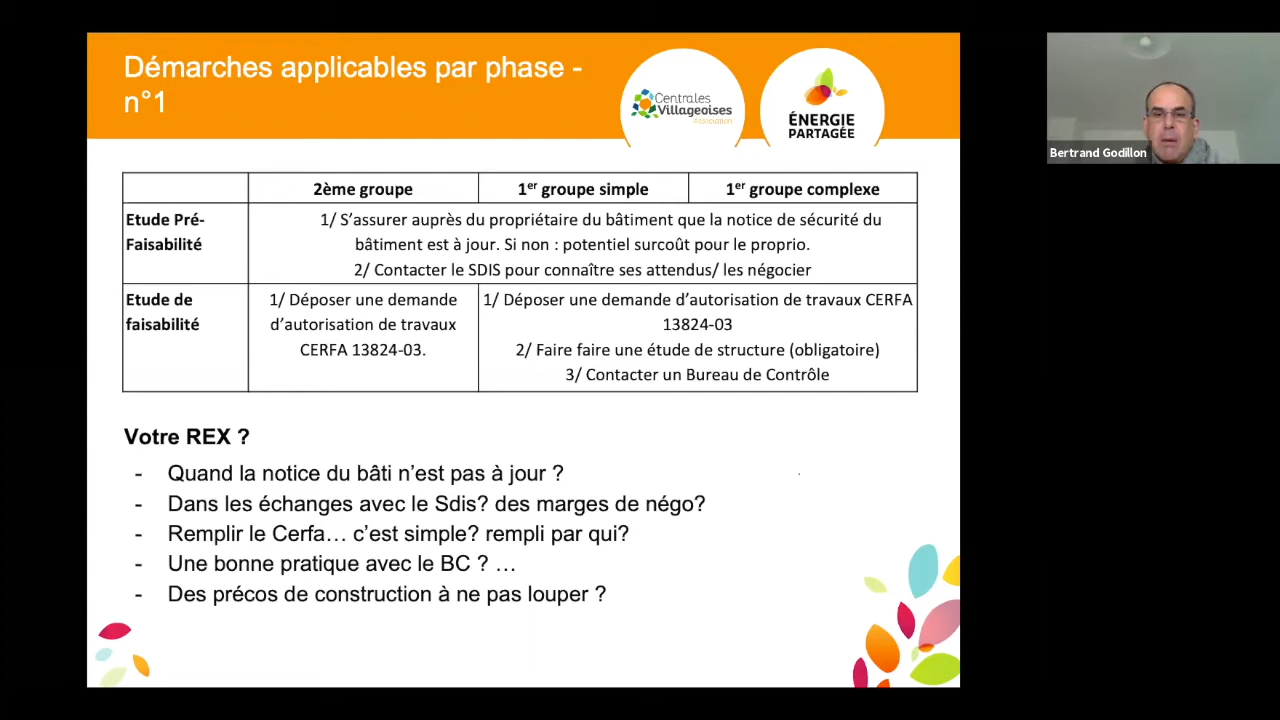 Démarches applicables par phase -
n°1
Centrales
Villageoises
Association
ÉNERGIE
PARTAGÉE
Bertrand Godillon
2ème groupe
1er groupe simple
1er groupe complexe
Etude Pré-
Faisabilité
1/ S'assurer auprès du propriétaire du bâtiment que la notice de sécurité du
bâtiment est à jour. Si non : potentiel surcoût pour le proprio.
2/ Contacter le SDIS pour connaître ses attendus/ les négocier
Etude de
faisabilité
1/ Déposer une demande
d'autorisation de travaux
CERFA 13824-03.
1/ Déposer une demande d'autorisation de travaux CERFA
13824-03
2/ Faire faire une étude de structure (obligatoire)
3/ Contacter un Bureau de Contrôle
Votre REX ?
- Quand la notice du bâti n'est pas à jour ?
- Dans les échanges avec le Sdis? des marges de négo?
- Remplir le Cerfa… c'est simple? rempli par qui?
- Une bonne pratique avec le BC ? …
- Des précos de construction à ne pas louper ?